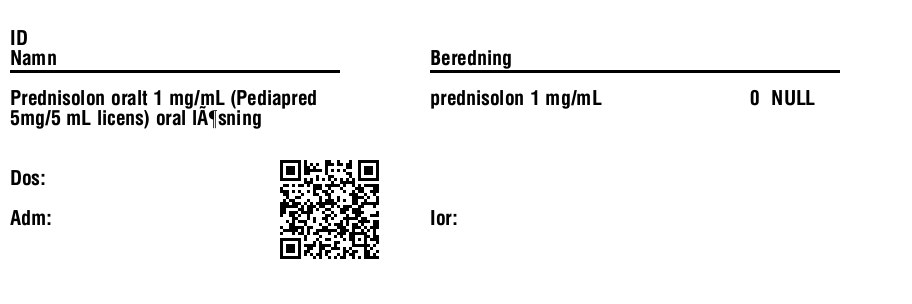 ID
Namn
Beredning
Prednisolon oralt 1 mg/mL (Pediapred
5mg/5 mL licens) oral lÃ¶sning
prednisolon 1 mg/mL 0 NULL
Dos:
Adm:
Ior: